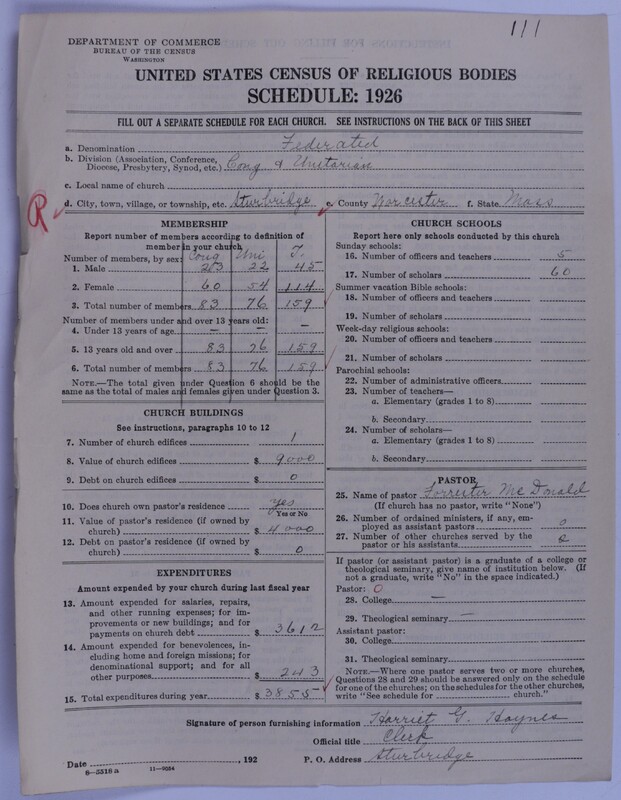 111
DEPARTMENT OF COMMERCE
BUREAU OF THE CENSUS
WASHINGTON
UNITED STATES CENSUS OF RELIGIOUS BODIES
SCHEDULE: 1926
FILL OUT A SEPARATE SCHEDULE FOR EACH CHURCH. SEE INSTRUCTIONS ON THE BACK OF THIS SHEET
a. Denomination Federated
b. Division (Association, Conference, Diocese, Presbytery, Synod, etc.) Cong & Unitarian
c. Local name of church
R d. City, town, village, or township, etc. Sturbridge e. County Worcester f. State Mass
MEMBERSHIP
Report number of members according to definition of
member in your church
Number of members, by sex: Cong Uni T.
1. Male 23 22 45
2. Female 60 54 114
3. Total number of members 83 76 159
Number of members under and over 13 years old:
4. Under 13 years of age — — —
5. 13 years old and over 83 76 159
6. Total number of members 83 76 159
NOTE.—The total given under Question 6 should be
same as the total of males and females given under Question 3.
CHURCH BUILDINGS
See instructions, paragraphs 10 to 12
7. Number of church edifices 1
8. Value of church edifices $ 9000
9. Debt on church edifices $ 0
10. Does church own pastor's residence yes
Yes or No
11. Value of pastor's residence (if owned by
church) $ 4000
12. Debt on pastor's residence (if owned by
church) $ 0
EXPENDITURES
Amount expended by your church during last fiscal year
13. Amount expended for salaries, repairs,
and other running expenses; for im-
provements or new buildings; and for
payments on church debt $ 3612
14. Amount expended for benevolences, in-
cluding home and foreign missions; for
denominational support; and for all
other purposes $ 243
15. Total expenditures during year $ 3855
CHURCH SCHOOLS
Report here only schools conducted by this church
Sunday schools:
16. Number of officers and teachers 5
17. Number of scholars 60
Summer vacation Bible schools:
18. Number of officers and teachers
19. Number of scholars
Week-day religious schools:
20. Number of officers and teachers
21. Number of scholars
Parochial schools:
22. Number of administrative officers
23. Number of teachers—
a. Elementary (grades 1 to 8)
b. Secondary
24. Number of scholars—
a. Elementary (grades 1 to 8)
b. Secondary
PASTOR
25. Name of pastor Forrester McDonald
(If church has no pastor, write "None")
26. Number of ordained ministers, if any, em-
ployed as assistant pastors 0
27. Number of other churches served by the
pastor or his assistants 0
If pastor (or assistant pastor) is a graduate of a college or
theological seminary, give name of institution below. (If
not a graduate, write "No" in the space indicated.)
Pastor: 0
28. College —
29. Theological seminary —
Assistant pastor:
30. College
31. Theological seminary
NOTE.—Where one pastor serves two or more churches,
Questions 28 and 29 should be answered only on the schedule
for one of the churches; on the schedules for the other churches,
write "See schedule for church."
Signature of person furnishing information Harriet G. Haynes
Official title Clerk
Date , 192 P. O. Address Sturbridge
8—5316 a 11—9034